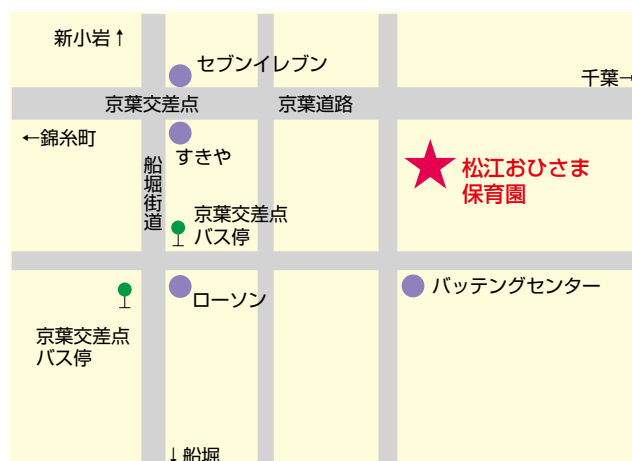 新小岩↑
セブンイレブン
千葉→
京葉交差点
京葉道路
←錦糸町
すきや
船堀街道
松江おひさま
保育園
京葉交差点
バス停
ローソン
バッテングセンター
京葉交差点
バス停
↓船堀